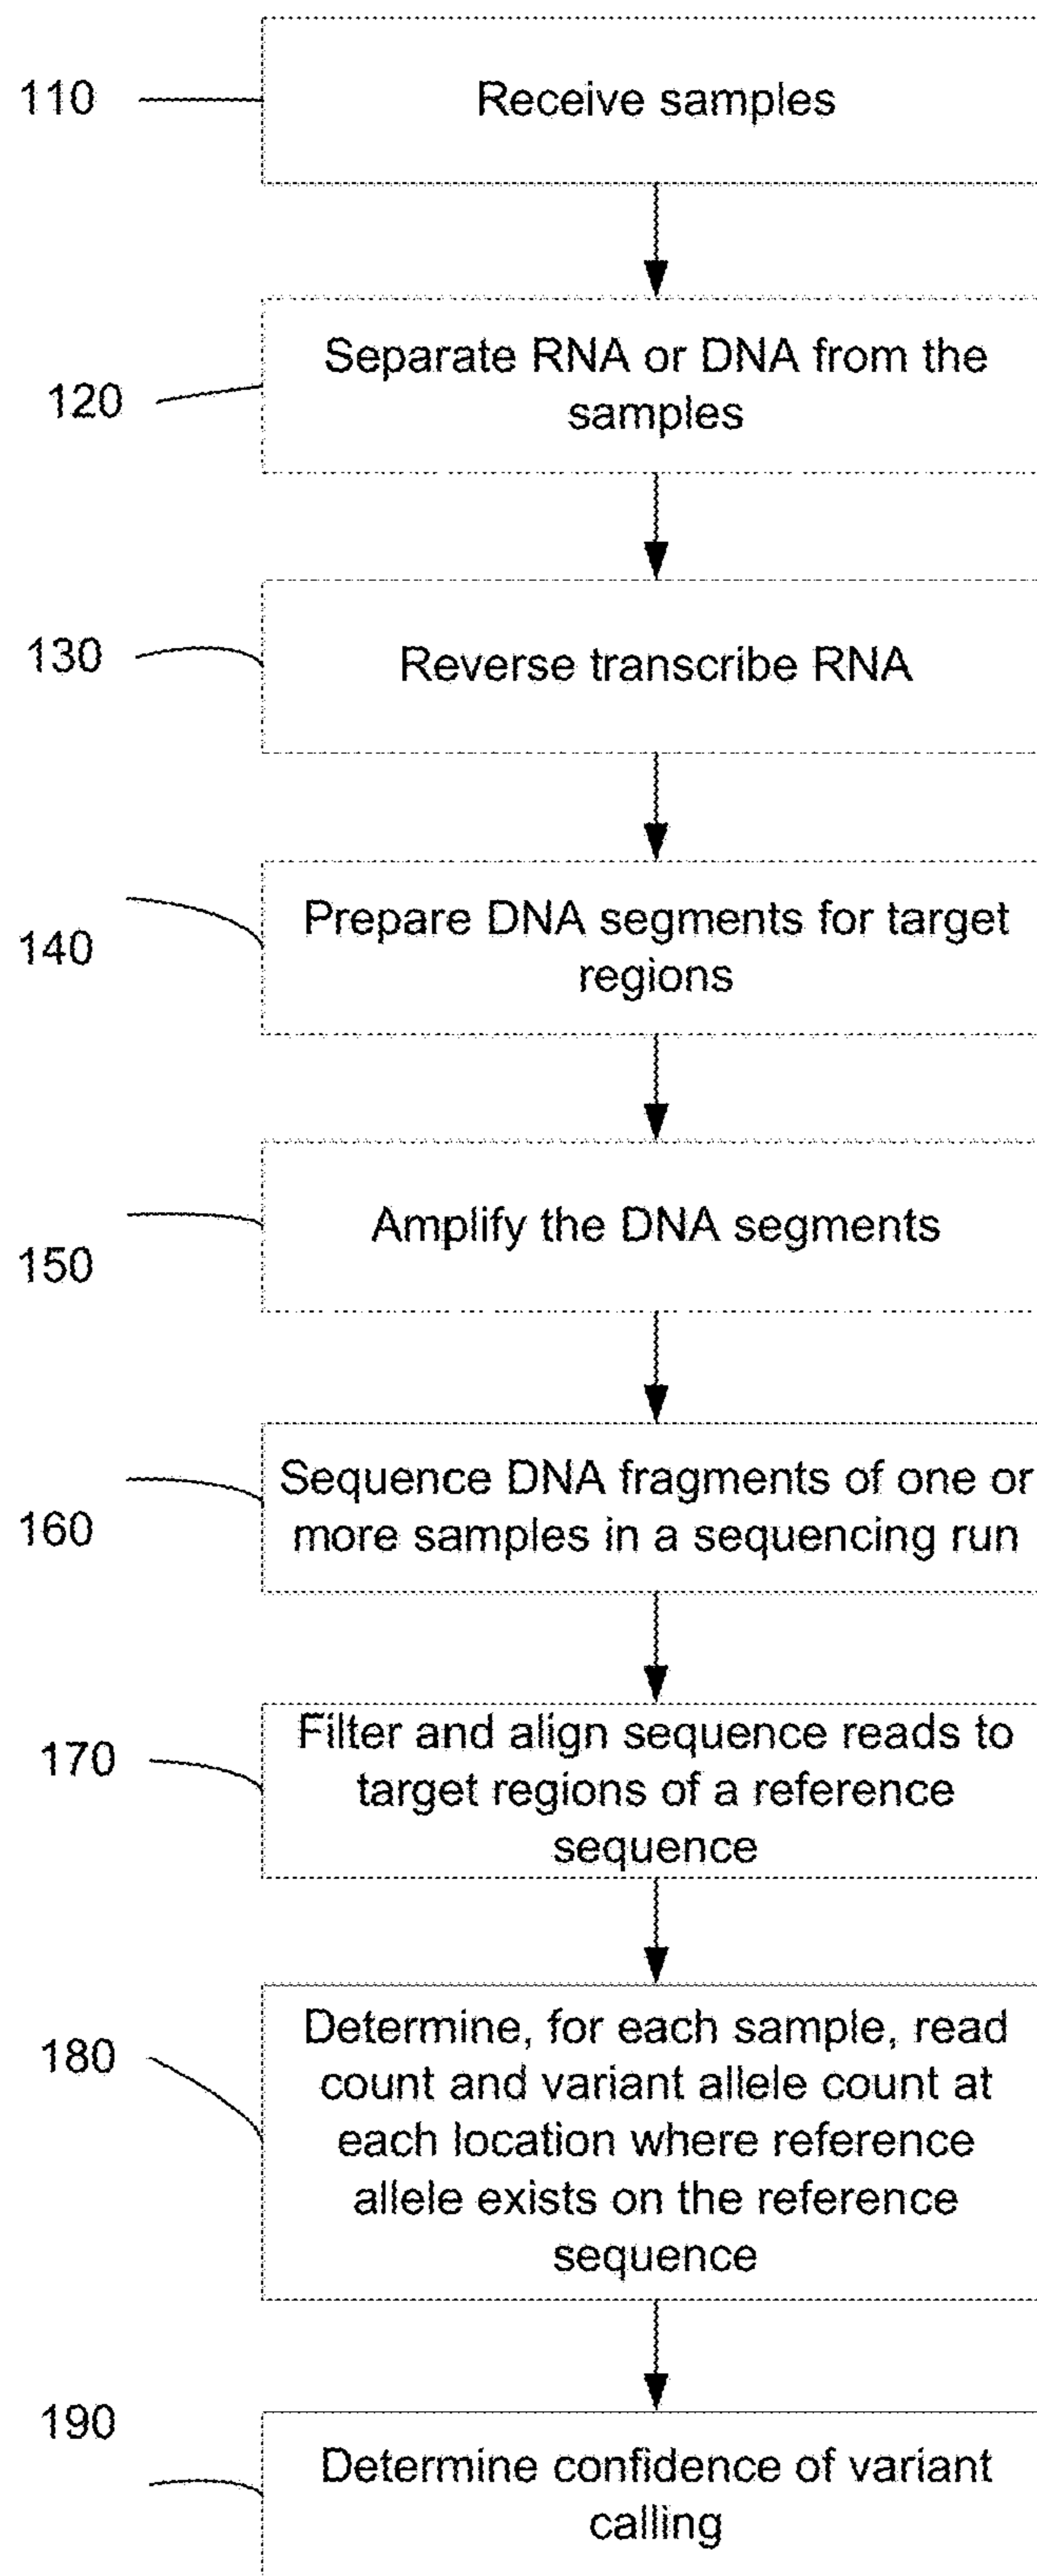 110
Receive samples
120
Separate RNA or DNA from the
samples
130
Reverse transcribe RNA
140
Prepare DNA segments for target
regions
150
Amplify the DNA segments
160
Sequence DNA fragments of one or
more samples in a sequencing run
170
Filter and align sequence reads to
target regions of a reference
sequence
180
Determine, for each sample, read
count and variant allele count at
each location where reference
allele exists on the reference
sequence
190
Determine confidence of variant
calling